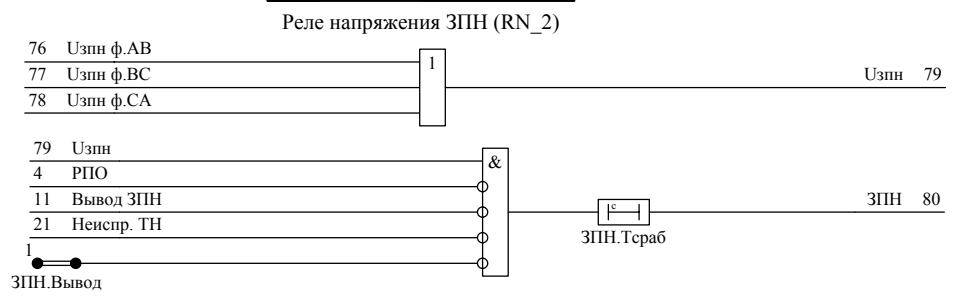 Реле напряжения ЗПН (RN_2)
76 Uзпн ф.АВ
77 Uзпн ф.ВС
78 Uзпн ф.СА
1
Uзпн 79
79 Uзпн
4 РПО
11 Вывод ЗПН
21 Неиспр. ТН
1
ЗПН.Вывод
&
с
ЗПН.Тсраб
ЗПН 80